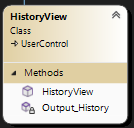 HistoryView
Class
→ UserControl
Methods
HistoryView
Output_History